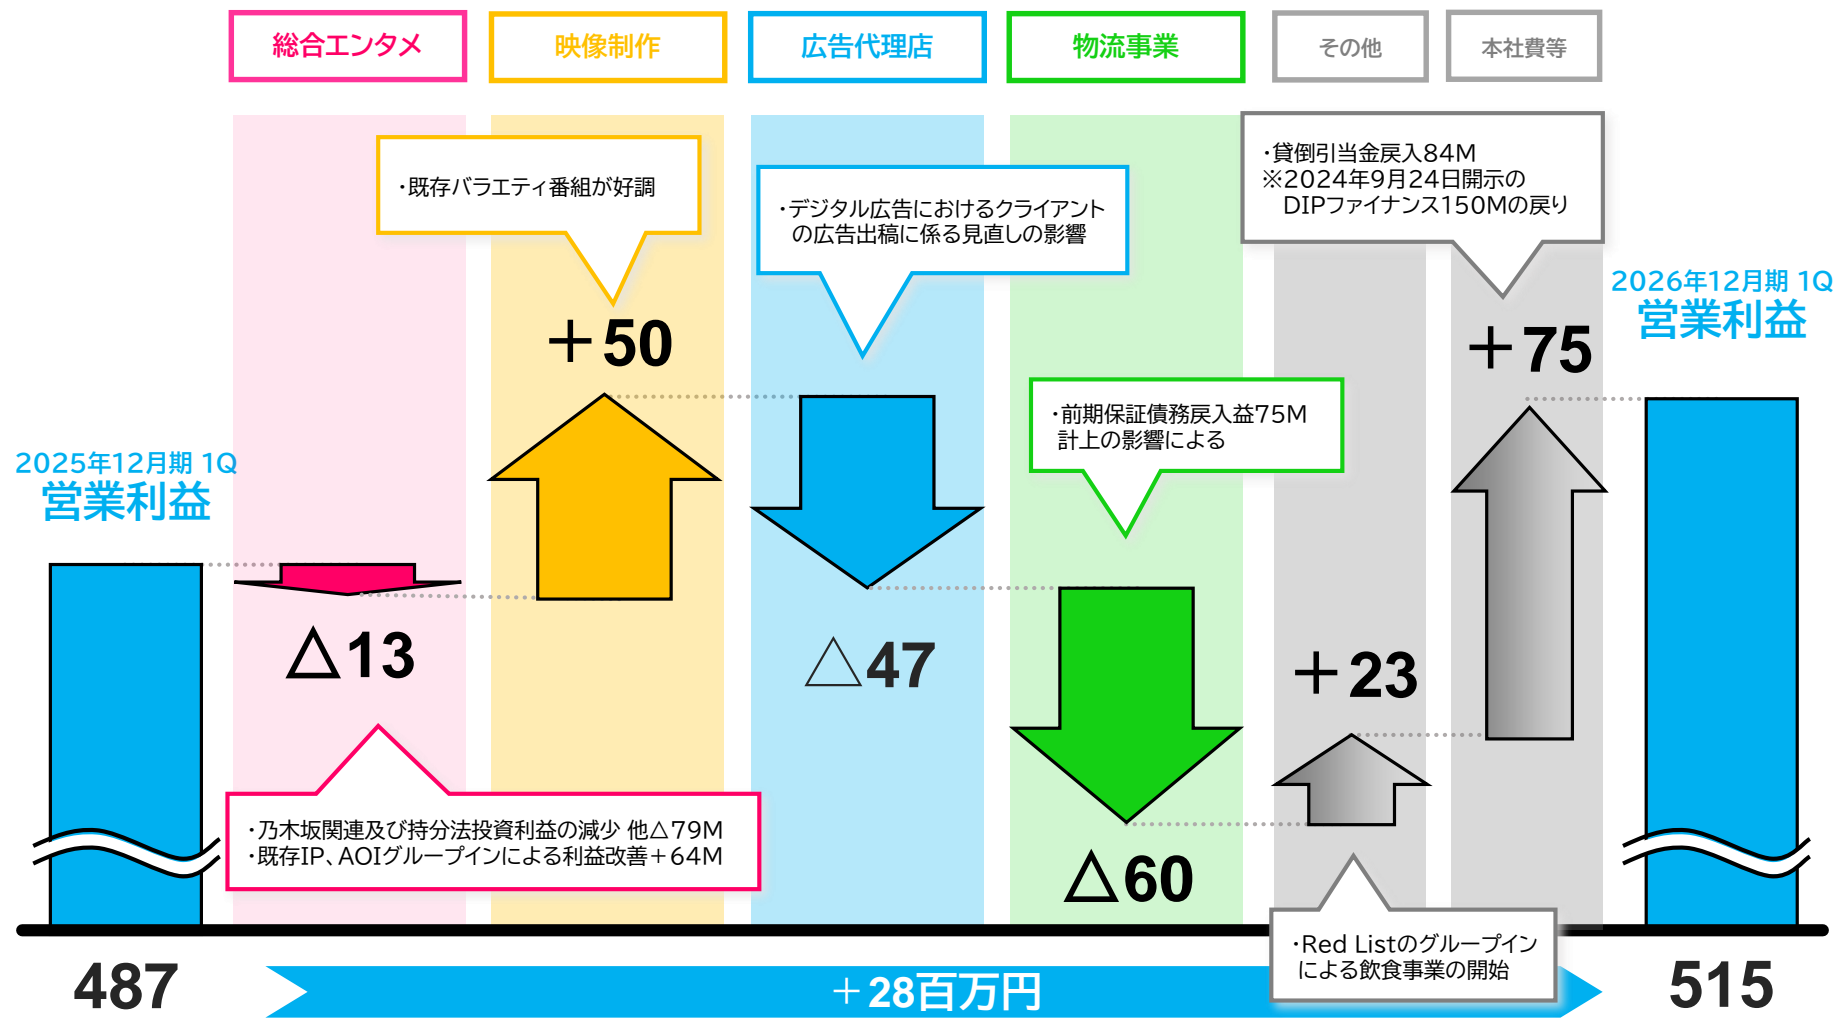 総合エンタメ
映像制作
広告代理店
物流事業
その他
本社費等
・既存バラエティ番組が好調
・デジタル広告におけるクライアント
の広告出稿に係る見直しの影響
・貸倒引当金戻入84M
※2024年9月24日開示の
DIPファイナンス150Mの戻り
2026年12月期 1Q
営業利益
＋50
＋75
・前期保証債務戻入益75M
計上の影響による
2025年12月期 1Q
営業利益
△13
△47
＋23
・乃木坂関連及び持分法投資利益の減少 他△79M
・既存IP、AOIグループインによる利益改善＋64M
△60
・Red Listのグループイン
による飲食事業の開始
487
＋28百万円
515